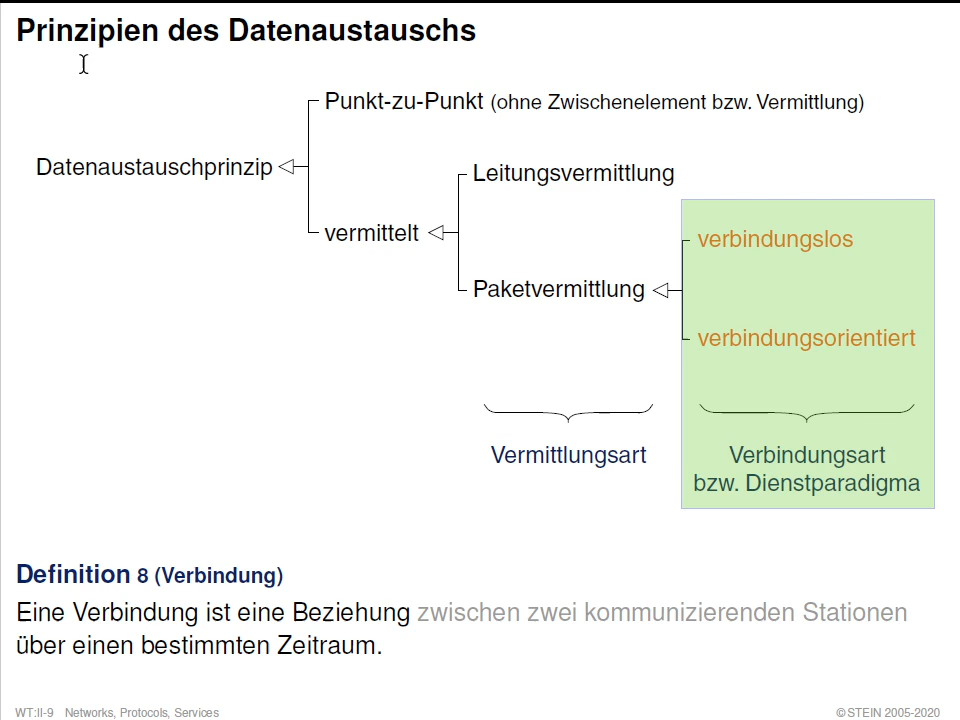 Prinzipien des Datenaustauschs
Punkt-zu-Punkt (ohne Zwischenelement bzw. Vermittlung)
Datenaustauschprinzip
Leitungsvermittlung
vermittelt
verbindungslos
Paketvermittlung
verbindungsorientiert
Vermittlungsart
Verbindungsart
bzw. Dienstparadigma
Definition 8 (Verbindung)
Eine Verbindung ist eine Beziehung zwischen zwei kommunizierenden Stationen
über einen bestimmten Zeitraum.
WT:II-9 Networks, Protocols, Services
© STEIN 2005-2020